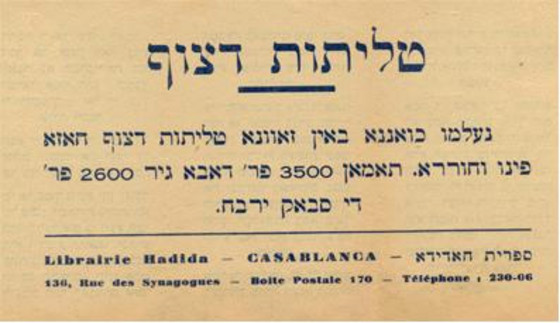 טליתות דצוף
נעלמו כואננא באין זאוונא טליתות דצוף חאזא
פינו וחוררא. תאמאן 3500 פר' דאבא גיר 2600 פר'
די סבאק ירבח.
Librairie Hadida — CASABLANCA — ספרית חאדידא
136, Rue des Synagogues — Boite Postale 170 — Téléphone : 230-06